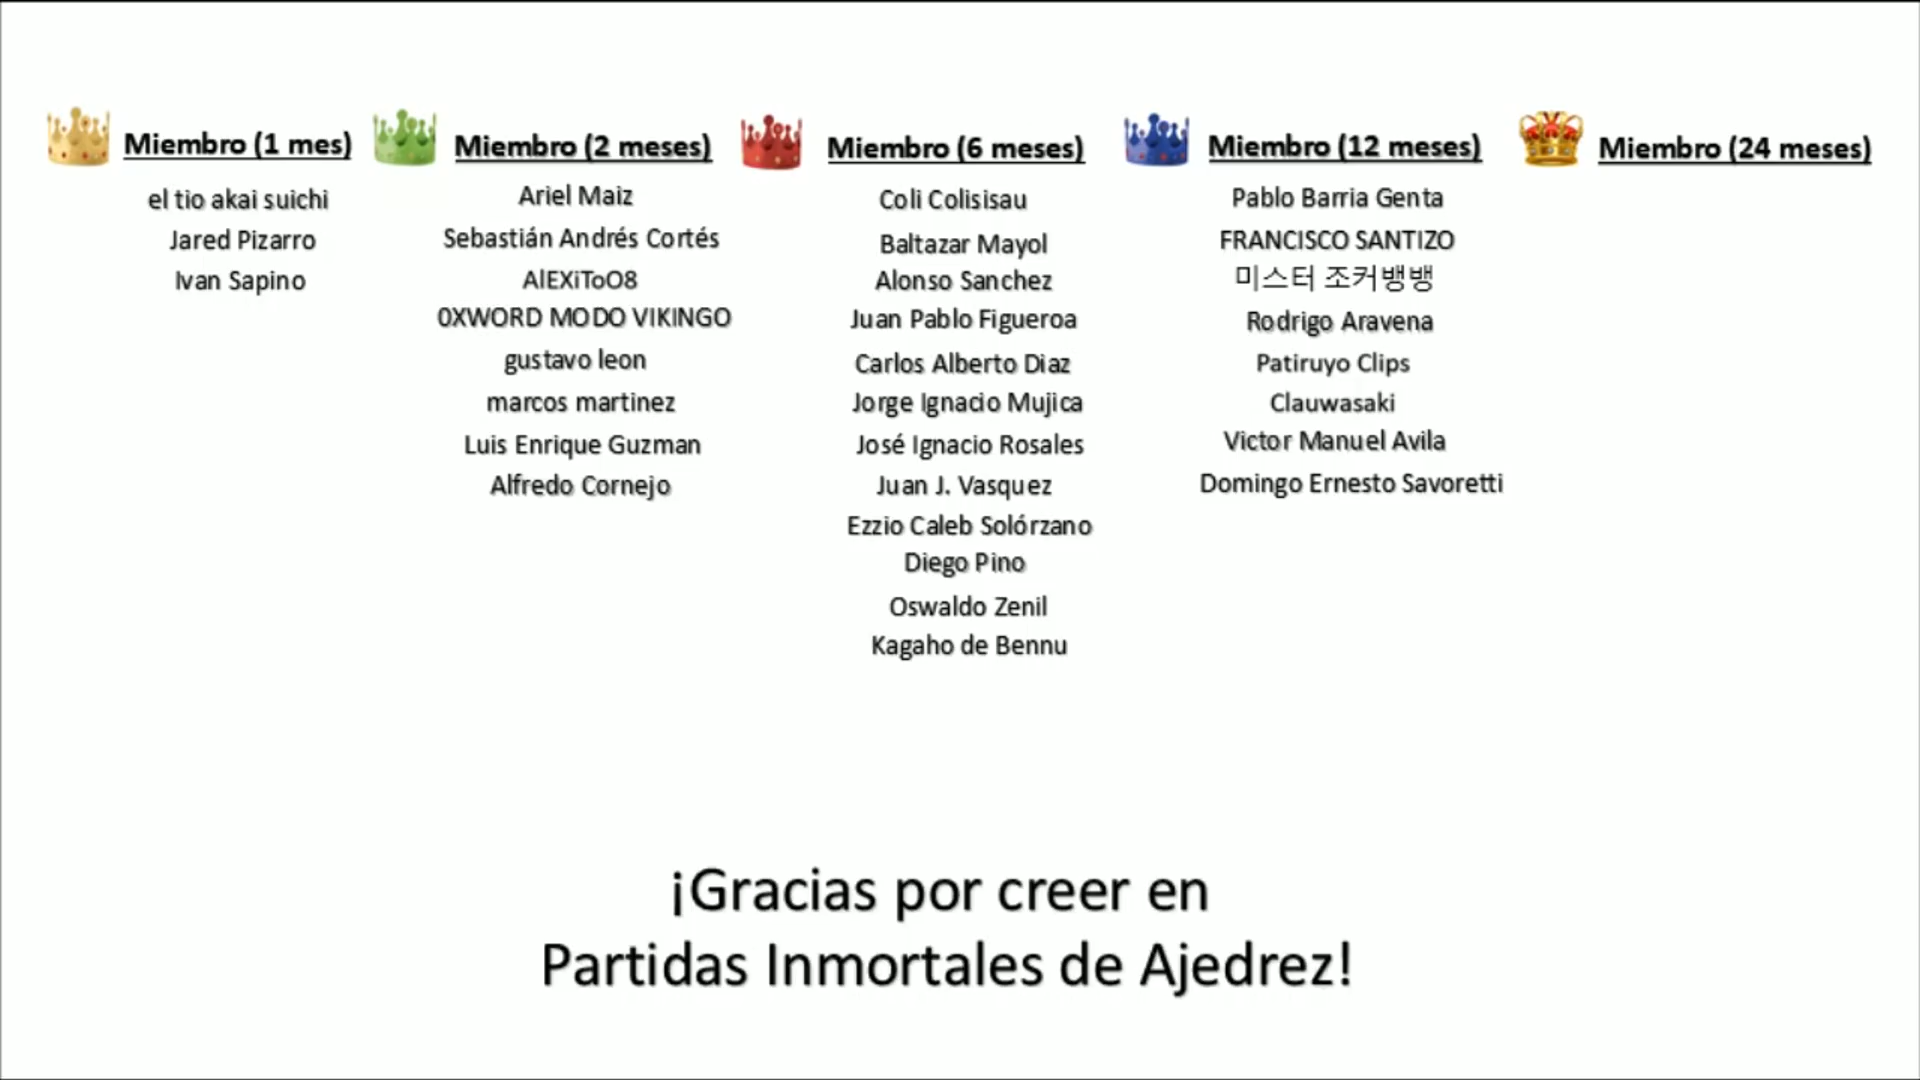 Miembro (1 mes)
el tio akai suichi
Jared Pizarro
Ivan Sapino
Miembro (2 meses)
Ariel Maiz
Sebastián Andrés Cortés
AlEXiToO8
0XWORD MODO VIKINGO
gustavo leon
marcos martinez
Luis Enrique Guzman
Alfredo Cornejo
Miembro (6 meses)
Coli Colisisau
Baltazar Mayol
Alonso Sanchez
Juan Pablo Figueroa
Carlos Alberto Diaz
Jorge Ignacio Mujica
José Ignacio Rosales
Juan J. Vasquez
Ezzio Caleb Solórzano
Diego Pino
Oswaldo Zenil
Kagaho de Bennu
Miembro (12 meses)
Pablo Barria Genta
FRANCISCO SANTIZO
미스터 조커뱅뱅
Rodrigo Aravena
Patiruyo Clips
Clauwasaki
Victor Manuel Avila
Domingo Ernesto Savoretti
Miembro (24 meses)
¡Gracias por creer en
Partidas Inmortales de Ajedrez!